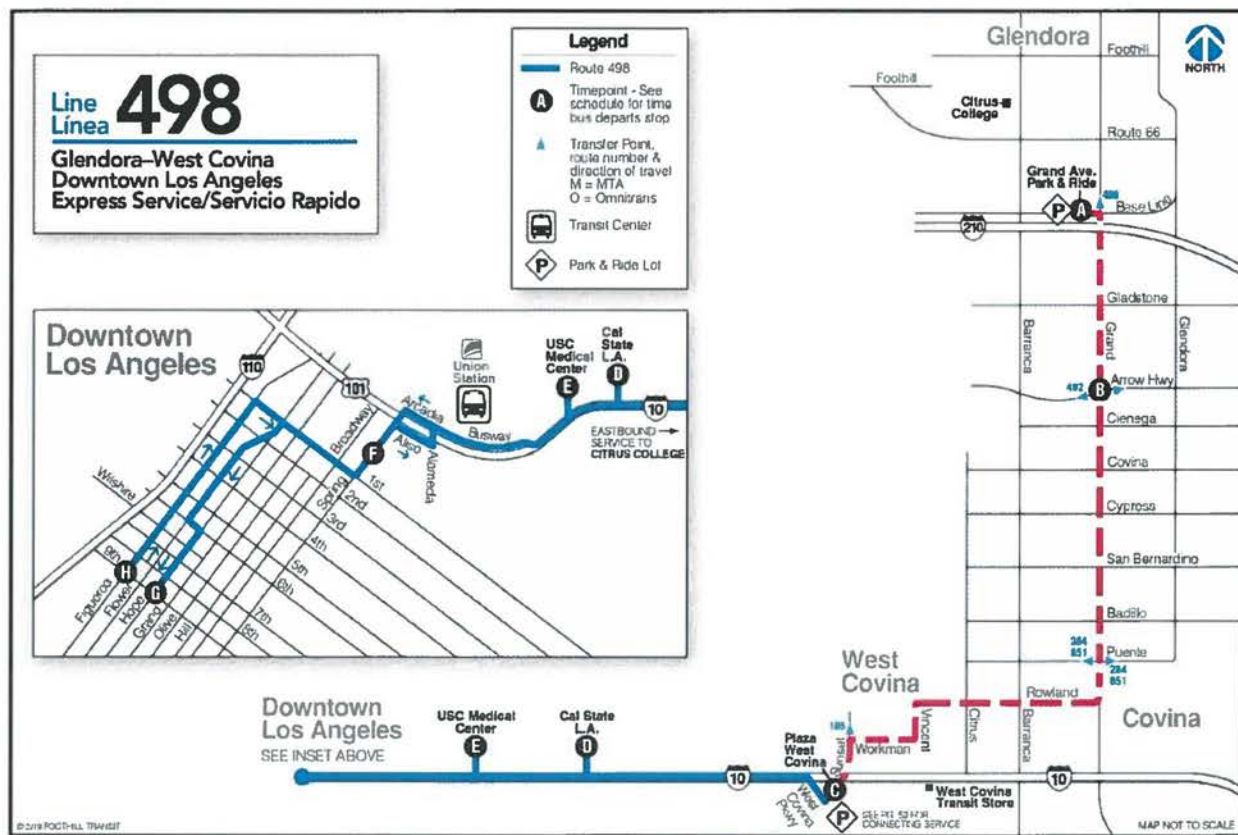 Line
Línea 498
Glendora–West Covina
Downtown Los Angeles
Express Service/Servicio Rapido
Legend
Route 498
A Timepoint - See
schedule for time
bus departs stop
Transfer Point,
route number &
direction of travel
M = MTA
O = Omnitrans
Transit Center
P Park & Ride Lot
Glendora
NORTH
Foothill
Foothill
Citrus
College
Route 66
Grand Ave.
Park & Ride
P A
Base Line
210
Gladstone
Barranca
Grand
Glendora
492
B
Arrow Hwy
Cienega
Covina
Cypress
San Bernardino
Badillo
Puente
284
851
851
Rowland
West
Covina
Covina
Vincent
Citrus
Barranca
Workman
Sunset
Plaza
West
Covina
C
West Covina Pkwy
P
CONNECTING SERVICE
10
10
West Covina
Transit Store
Downtown
Los Angeles
SEE INSET ABOVE
USC Medical
Center
E
Cal State
L.A.
D
Downtown
Los Angeles
110
101
Union
Station
USC
Medical
Center
E
Cal
State
L.A.
D
10
EASTBOUND
SERVICE TO
CITRUS COLLEGE
Busway
Arcadia
Aliso
Alameda
Broadway
Spring
F
1st
2nd
3rd
4th
5th
6th
7th
8th
9th
Wilshire
H
G
Figueroa
Flower
Hope
Grand
Olive
Hill
FOOTHILL TRANSIT
MAP NOT TO SCALE